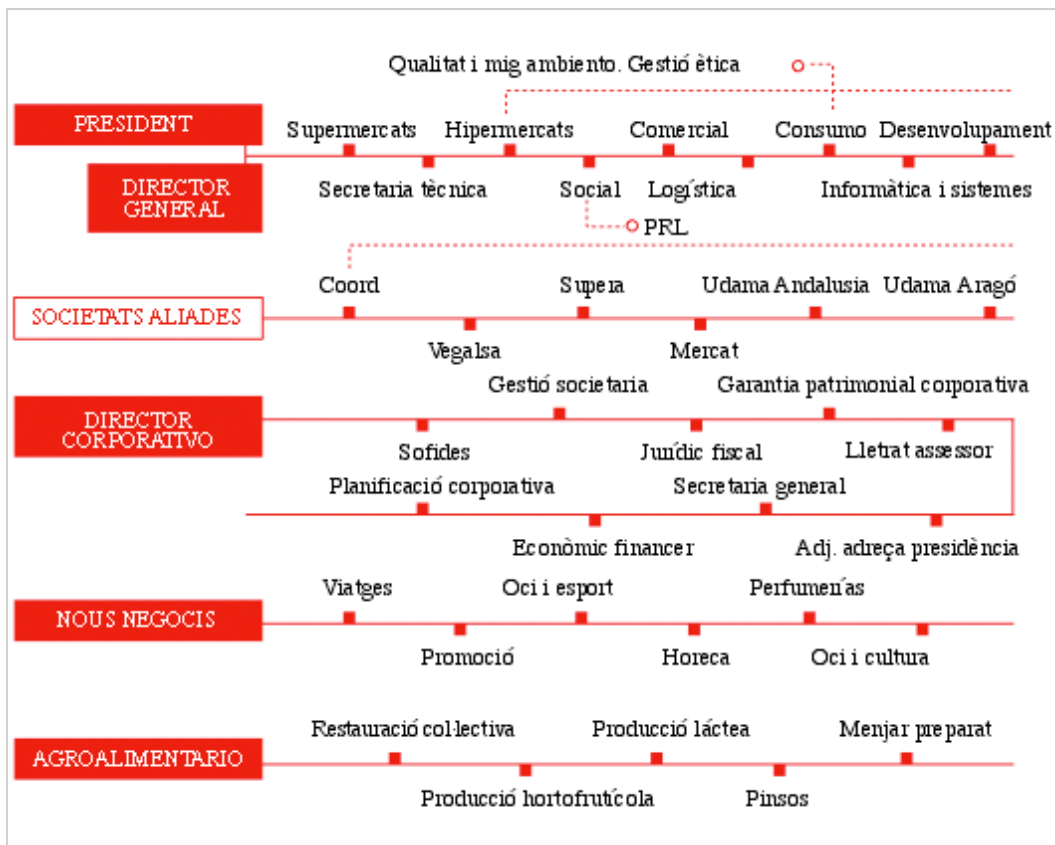 Qualitat i mig ambiento. Gestió ètica
PRESIDENT
Supermercats
Hipermercats
Comercial
Consumo
Desenvolupament
DIRECTOR
GENERAL
Secretaria tècnica
Social
Logística
Informàtica i sistemes
PRL
Coord
Supera
Udama Andalusia
Udama Aragó
SOCIETATS ALIADES
Vegalsa
Mercat
Gestió societaria
Garantia patrimonial corporativa
DIRECTOR
CORPORATIVO
Sofides
Jurídic fiscal
Lletrat assessor
Planificació corporativa
Secretaria general
Econòmic financer
Adj. adreça presidència
Viatges
Oci i esport
Perfumerías
NOUS NEGOCIS
Promoció
Horeca
Oci i cultura
Restauració col·lectiva
Producció láctea
Menjar preparat
AGROALIMENTARIO
Producció hortofrutícola
Pinsos